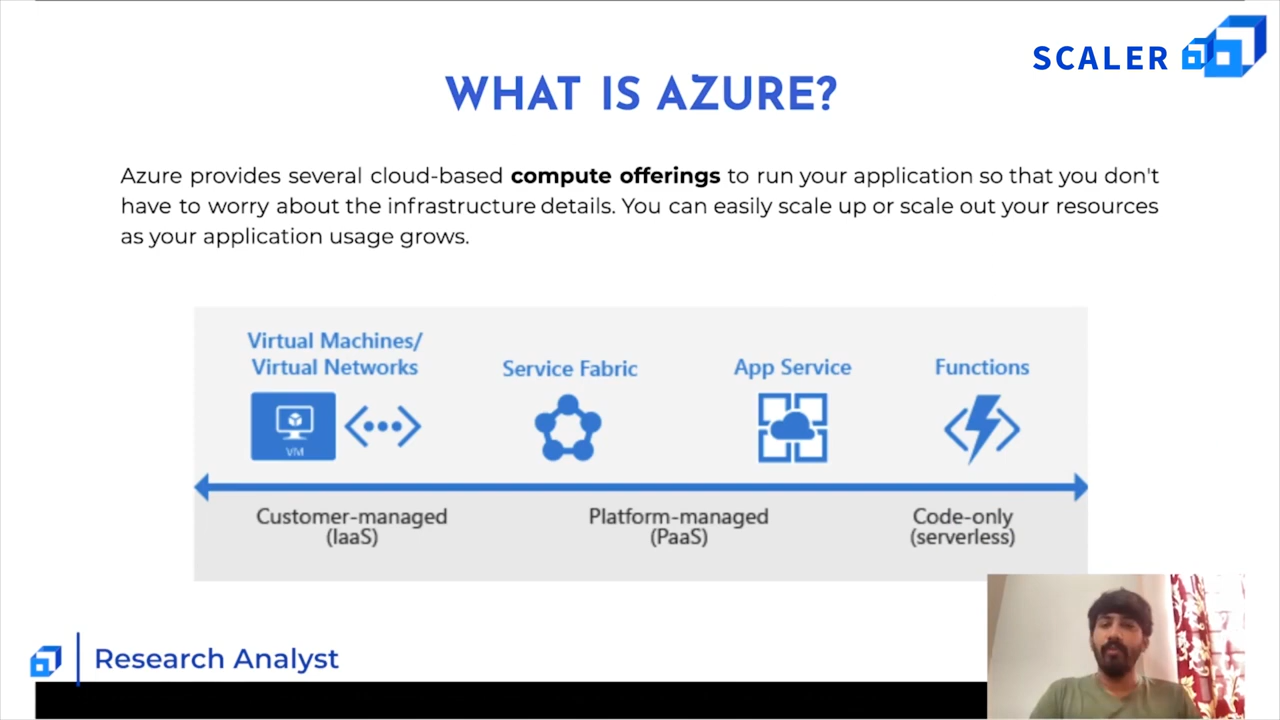 SCALER
WHAT IS AZURE?
Azure provides several cloud-based compute offerings to run your application so that you don't
have to worry about the infrastructure details. You can easily scale up or scale out your resources
as your application usage grows.
Virtual Machines/
Virtual Networks
Service Fabric
App Service
Functions
VM
Customer-managed
(IaaS)
Platform-managed
(PaaS)
Code-only
(serverless)
Research Analyst